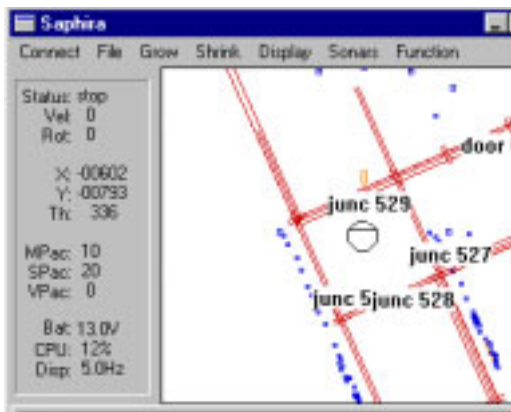 Saphira
Connect File Grow Shrink Display Sonars Function
Status: stop
Vel: 0
Rot: 0
X: -00602
Y: -00793
Th: 336
MPac: 10
SPac: 20
VPac: 0
Bat: 13.0V
CPU: 12%
Disp: 5.0Hz
door
junc 529
junc 527
junc 5
junc 528